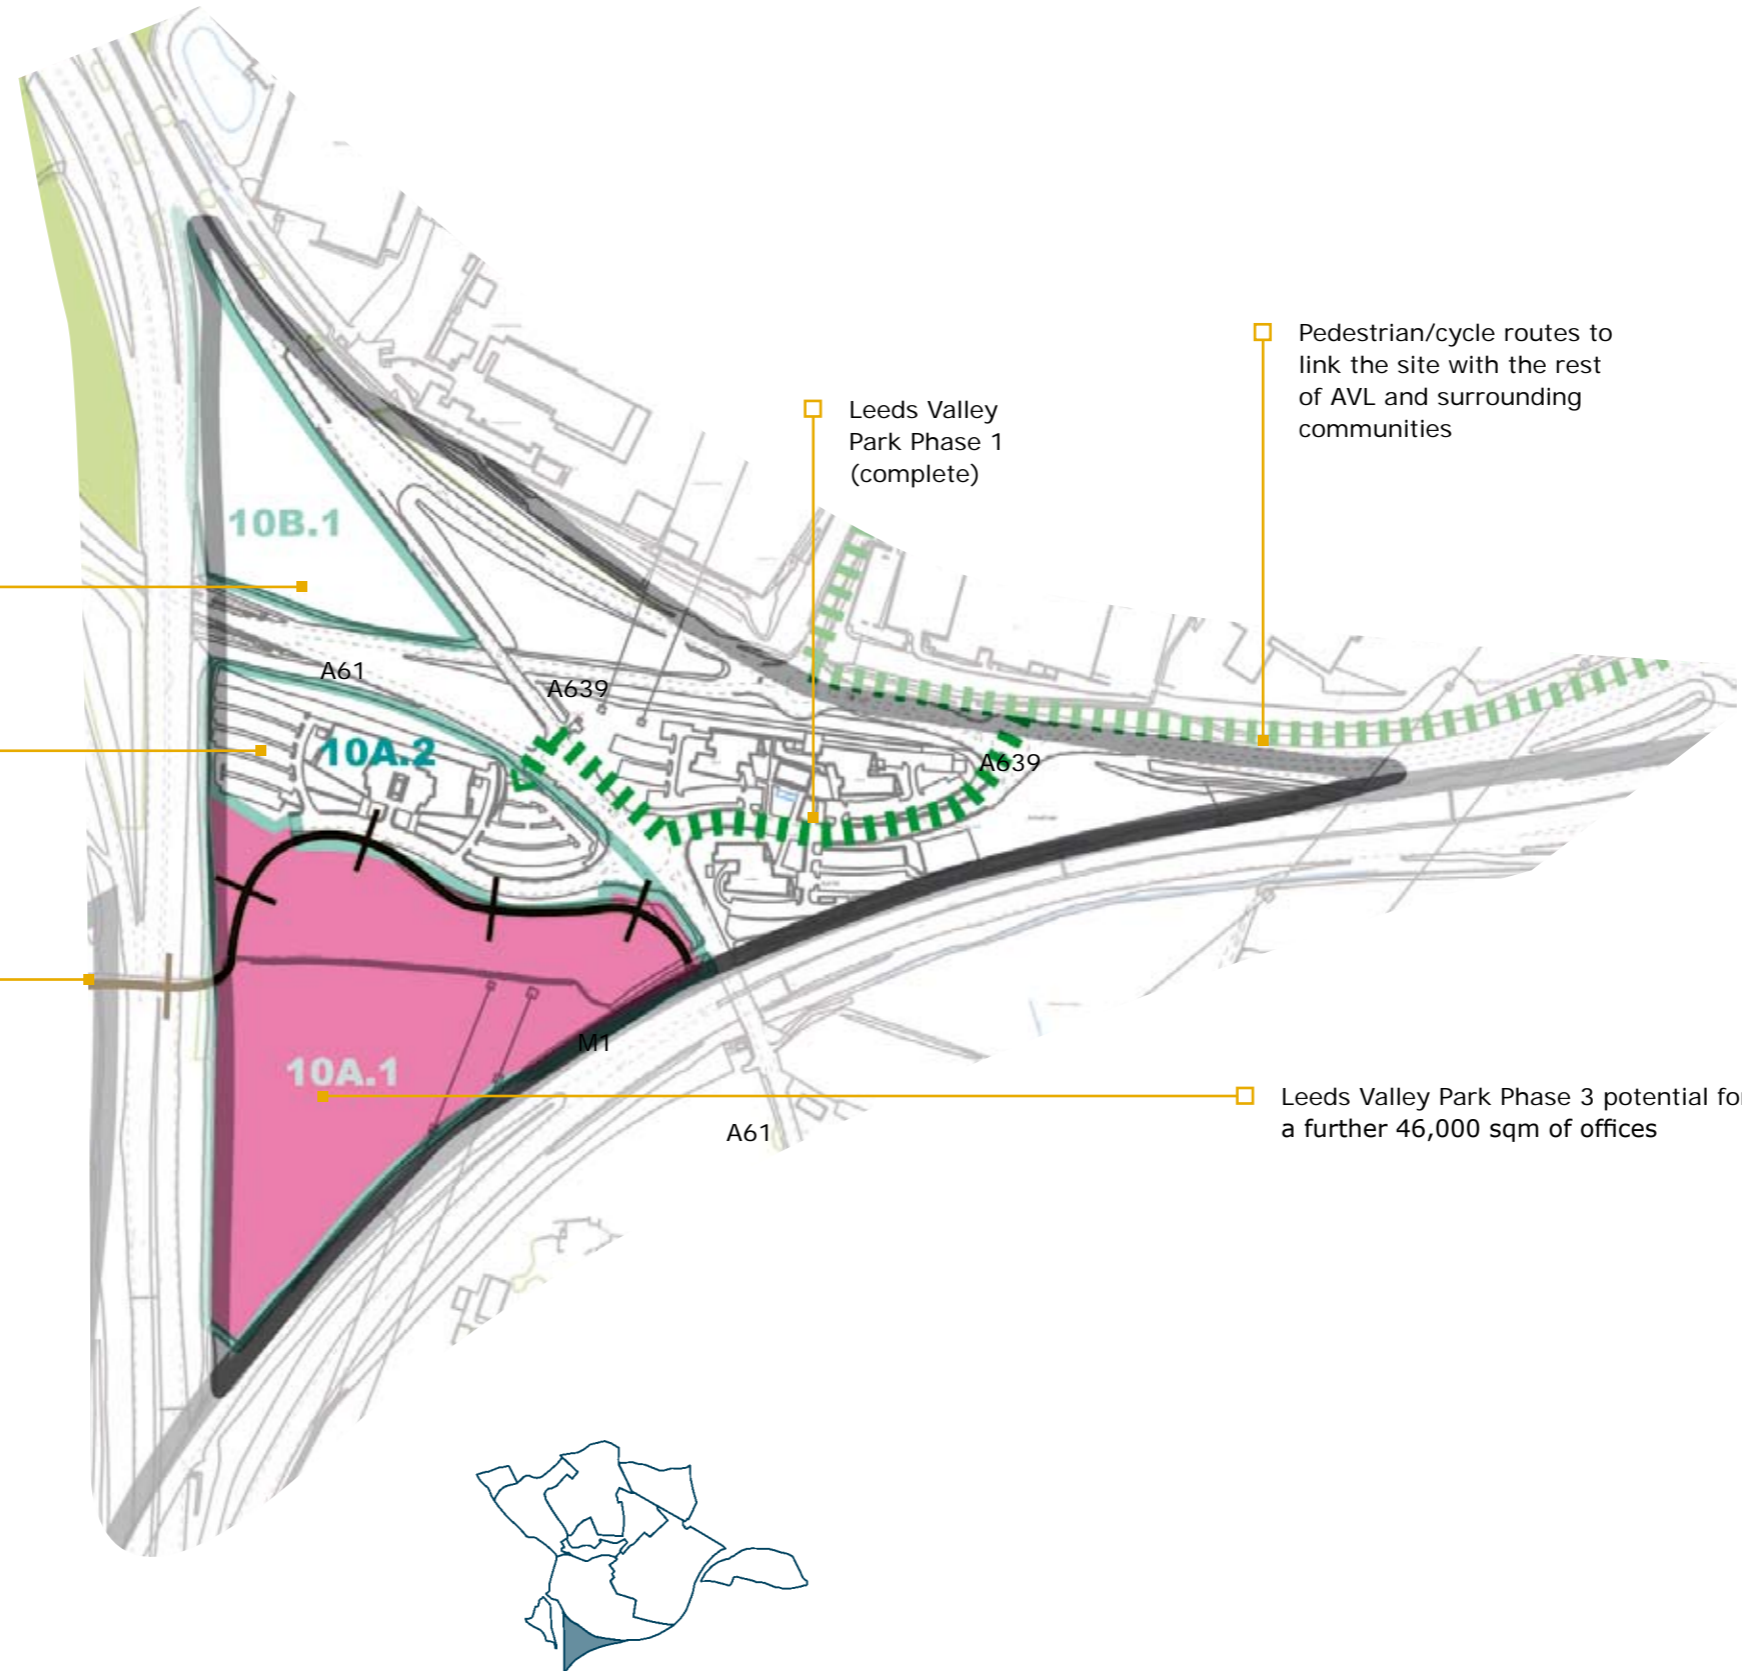 Pedestrian/cycle routes to
link the site with the rest
of AVL and surrounding
communities
Leeds Valley
Park Phase 1
(complete)
10B.1
A61
A639
10A.2
A639
M1
10A.1
Leeds Valley Park Phase 3 potential for
a further 46,000 sqm of offices
A61